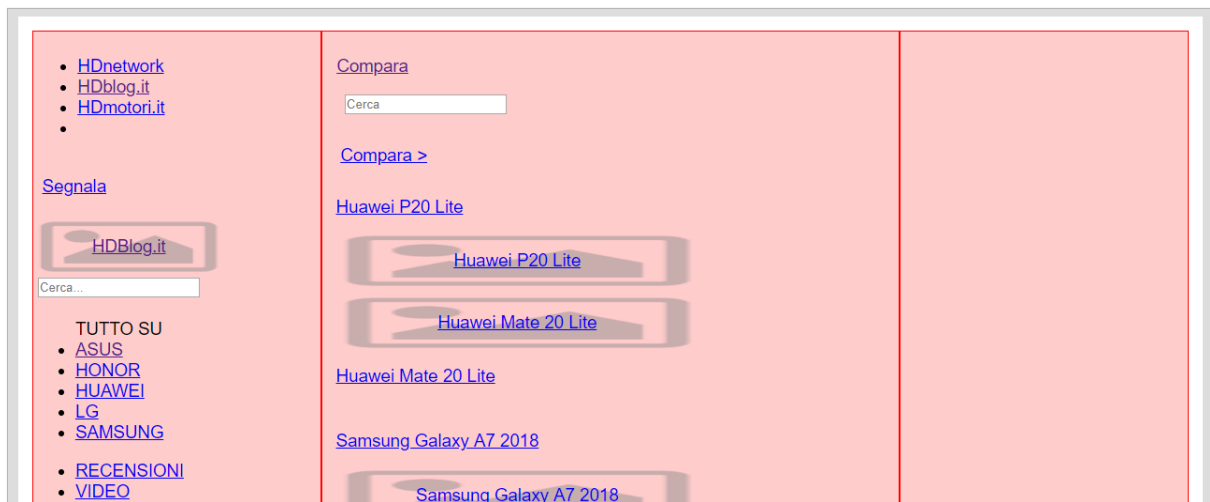 HDnetwork
HDblog.it
HDmotori.it
Segnala
HDBlog.it
Cerca...
TUTTO SU
ASUS
HONOR
HUAWEI
LG
SAMSUNG
RECENSIONI
VIDEO
Compara
Cerca
Compara >
Huawei P20 Lite
Huawei P20 Lite
Huawei Mate 20 Lite
Huawei Mate 20 Lite
Samsung Galaxy A7 2018
Samsung Galaxy A7 2018